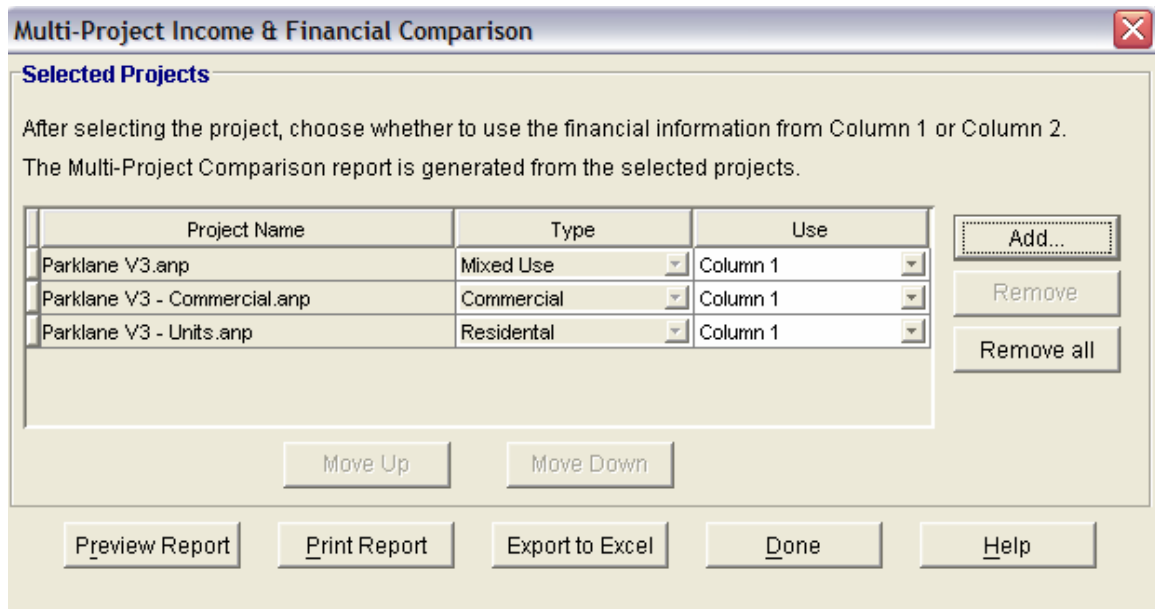 Multi-Project Income & Financial Comparison
Selected Projects
After selecting the project, choose whether to use the financial information from Column 1 or Column 2.
The Multi-Project Comparison report is generated from the selected projects.
Project Name Type Use
Parklane V3.anp Mixed Use Column 1
Parklane V3 - Commercial.anp Commercial Column 1
Parklane V3 - Units.anp Residental Column 1
Add...
Remove
Remove all
Move Up Move Down
Preview Report Print Report Export to Excel Done Help